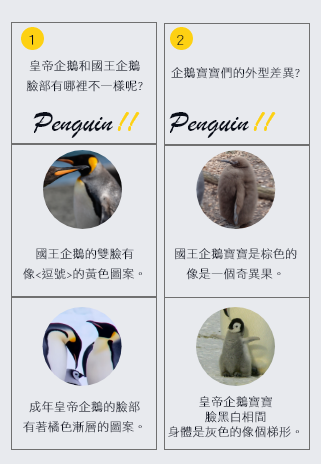 1
皇帝企鵝和國王企鵝
臉部有哪裡不一樣呢?
Penguin!!
國王企鵝的雙臉有
像<逗號>的黃色圖案。
成年皇帝企鵝的臉部
有著橘色漸層的圖案。
2
企鵝寶寶們的外型差異?
Penguin!!
國王企鵝寶寶是棕色的
像是一個奇異果。
皇帝企鵝寶寶
臉黑白相間
身體是灰色的像個梯形。